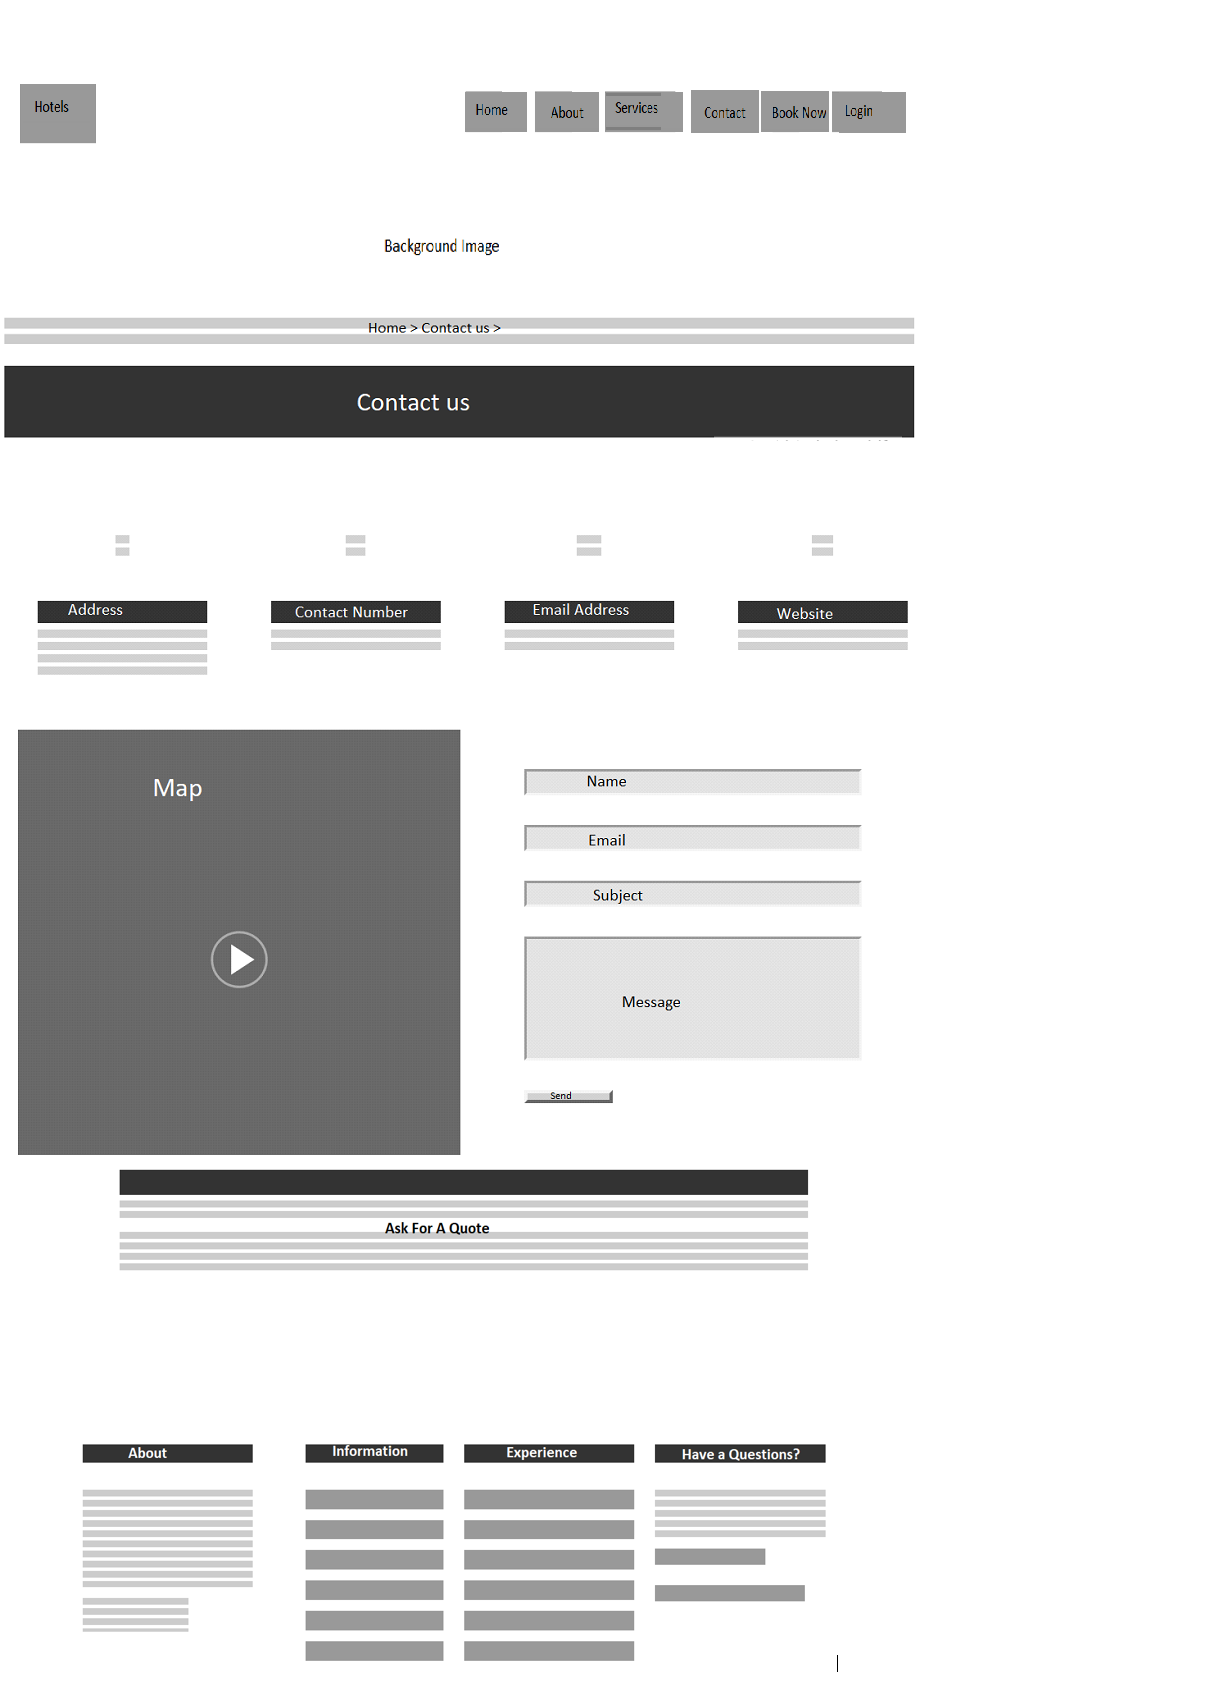 Hotels
Home
About
Services
Contact
Book Now
Login
Background Image
Home > Contact us >
Contact us
Address
Contact Number
Email Address
Website
Map
Name
Email
Subject
Message
Send
Ask For A Quote
About
Information
Experience
Have a Questions?